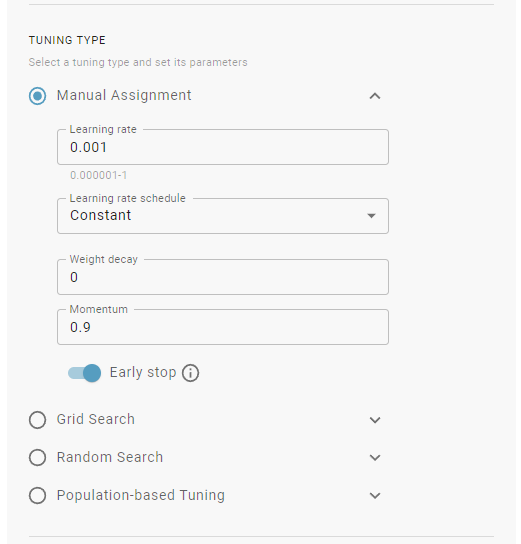 TUNING TYPE
Select a tuning type and set its parameters
Manual Assignment
Learning rate
0.001
0.000001-1
Learning rate schedule
Constant
Weight decay
0
Momentum
0.9
Early stop
Grid Search
Random Search
Population-based Tuning